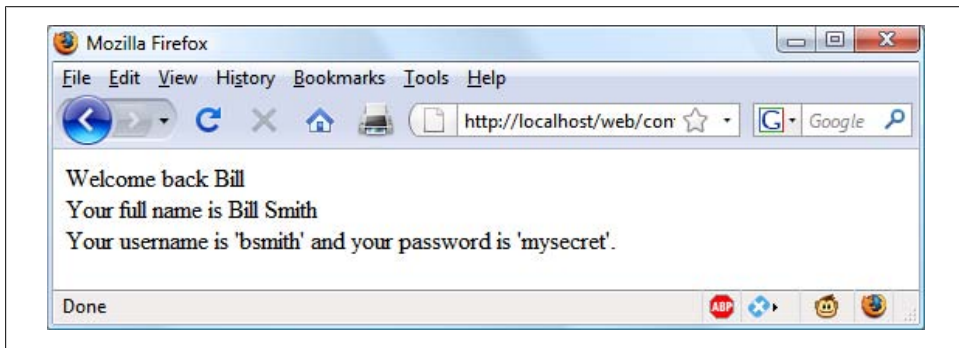 Mozilla Firefox
File Edit View History Bookmarks Tools Help
http://localhost/web/con
G Google
Welcome back Bill
Your full name is Bill Smith
Your username is 'bsmith' and your password is 'mysecret'.
Done
ABP